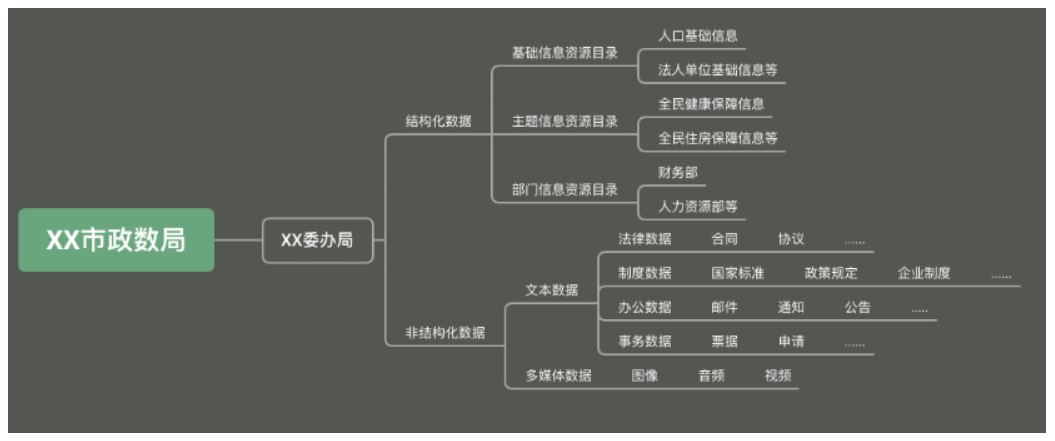 人口基础信息
基础信息资源目录
法人单位基础信息等
全民健康保障信息
结构化数据
主题信息资源目录
全民住房保障信息等
财务部
部门信息资源目录
人力资源部等
XX市政数局
XX委办局
法律数据 合同 协议 ......
制度数据 国家标准 政策规定 企业制度 ......
文本数据
办公数据 邮件 通知 公告 .....
非结构化数据
事务数据 票据 申请 ......
多媒体数据 图像 音频 视频